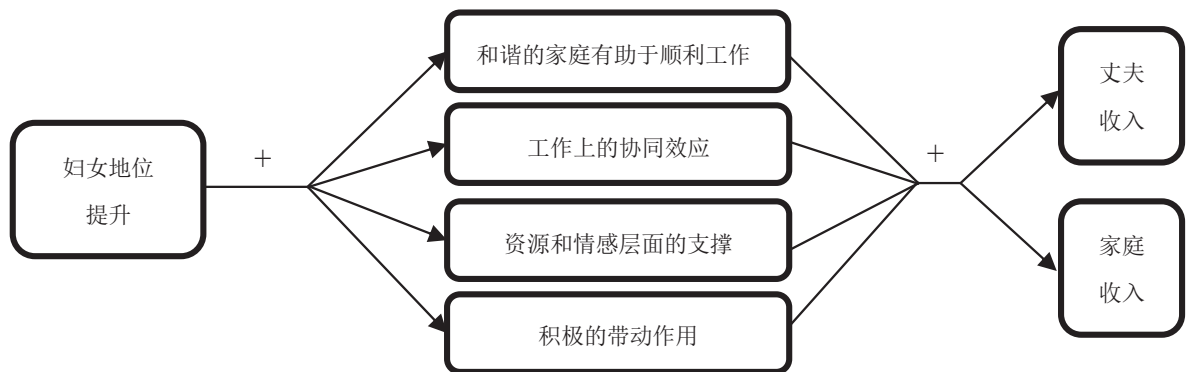 妇女地位
提升
+
和谐的家庭有助于顺利工作
工作上的协同效应
资源和情感层面的支撑
积极的带动作用
+
丈夫
收入
家庭
收入